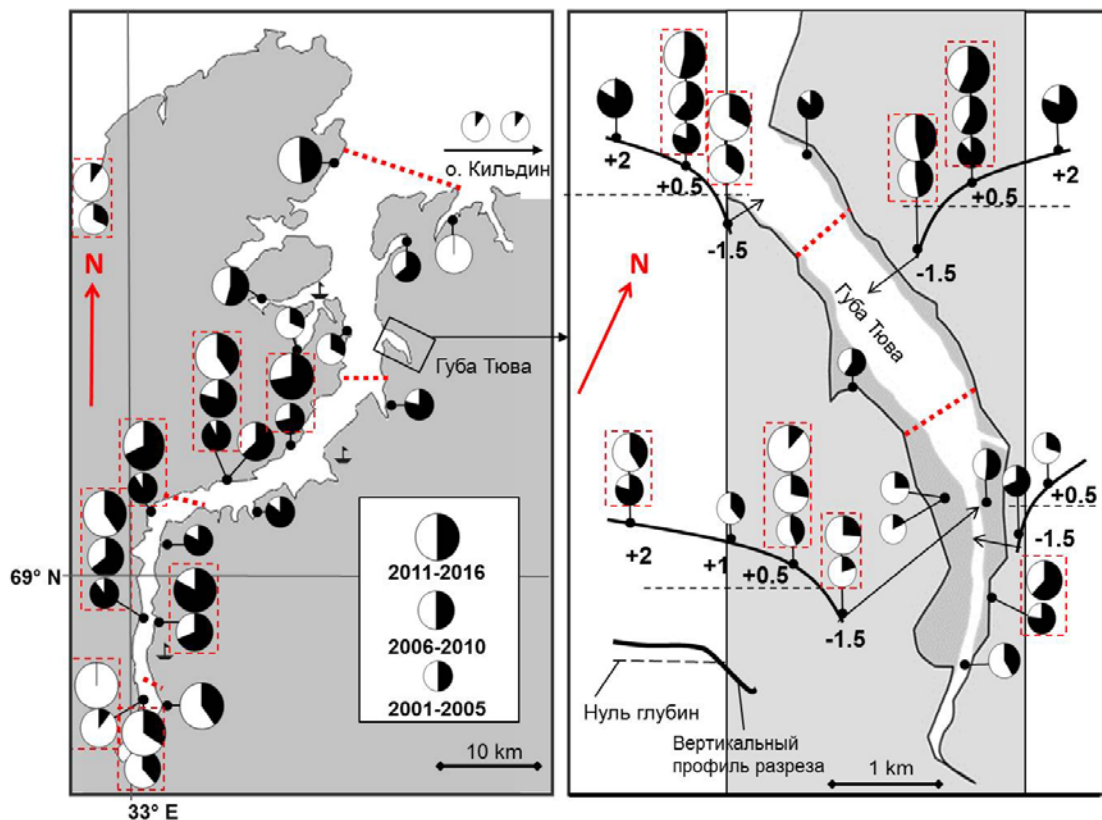 о. Кильдин
N
Губа Тюва
69° N
2011-2016
2006-2010
2001-2005
10 km
33° E
+2
+0.5
-1.5
+0.5
+2
-1.5
N
Губа Тюва
+2
+1
+0.5
-1.5
+0.5
-1.5
Нуль глубин
Вертикальный
профиль разреза
1 km